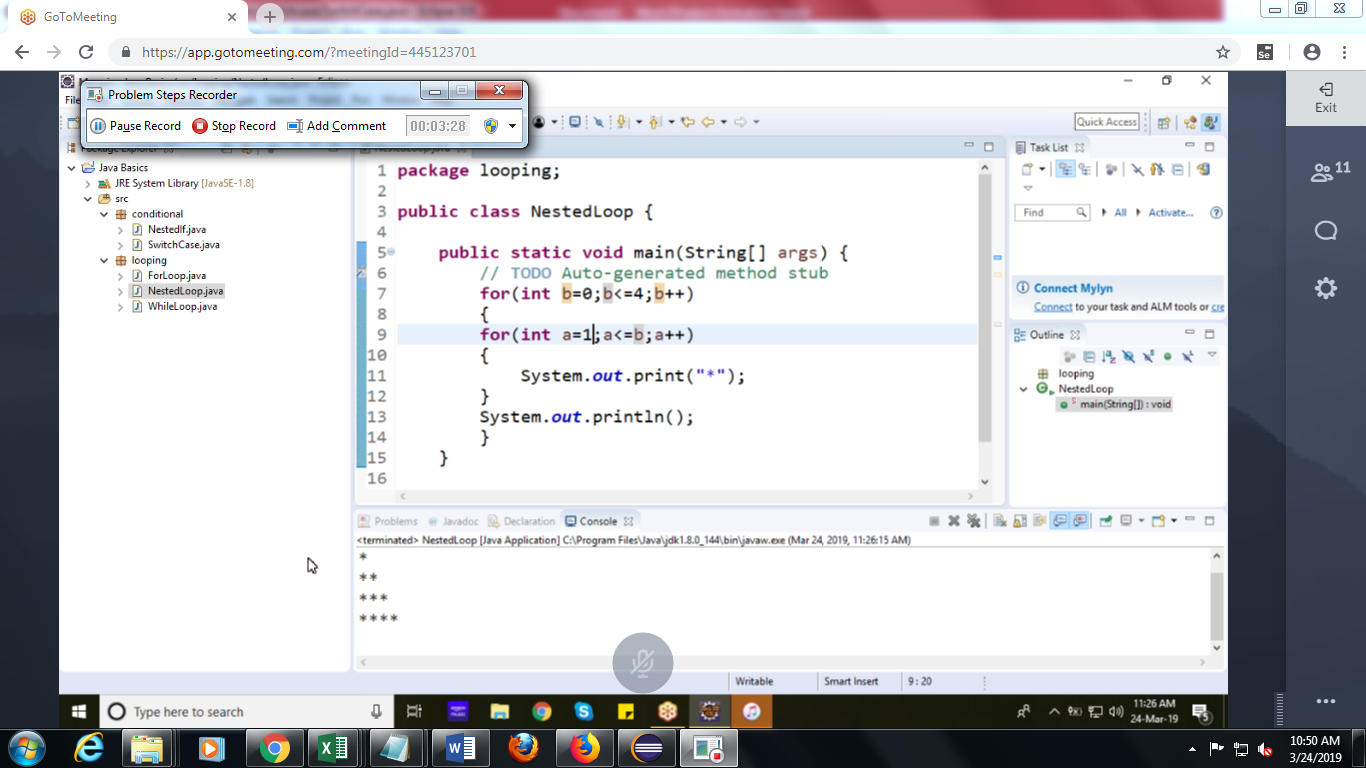 GoToMeeting
https://app.gotomeeting.com/?meetingId=445123701
Problem Steps Recorder
Pause Record
Stop Record
Add Comment
00:03:28
Exit
11
Quick Access
Package Explorer
Java Basics
JRE System Library [JavaSE-1.8]
src
conditional
NestedIf.java
SwitchCase.java
looping
ForLoop.java
NestedLoop.java
WhileLoop.java
1 package looping;
2
3 public class NestedLoop {
5 public static void main(String[] args) {
6 // TODO Auto-generated method stub
7 for(int b=0;b<=4;b++)
8 {
9 for(int a=1;a<=b;a++)
10 {
11 System.out.print("*");
12 }
13 System.out.println();
14 }
15 }
16
Task List
Find
All
Activate...
Connect Mylyn
Connect to your task and ALM tools or cre
Outline
looping
NestedLoop
main(String[]) : void
Problems
Javadoc
Declaration
Console
<terminated> NestedLoop [Java Application] C:\Program Files\Java\jdk1.8.0_144\bin\javaw.exe (Mar 24, 2019, 11:26:15 AM)
*
**
***
****
Writable
Smart Insert
9 : 20
Type here to search
11:26 AM
24-Mar-19
5
10:50 AM
3/24/2019